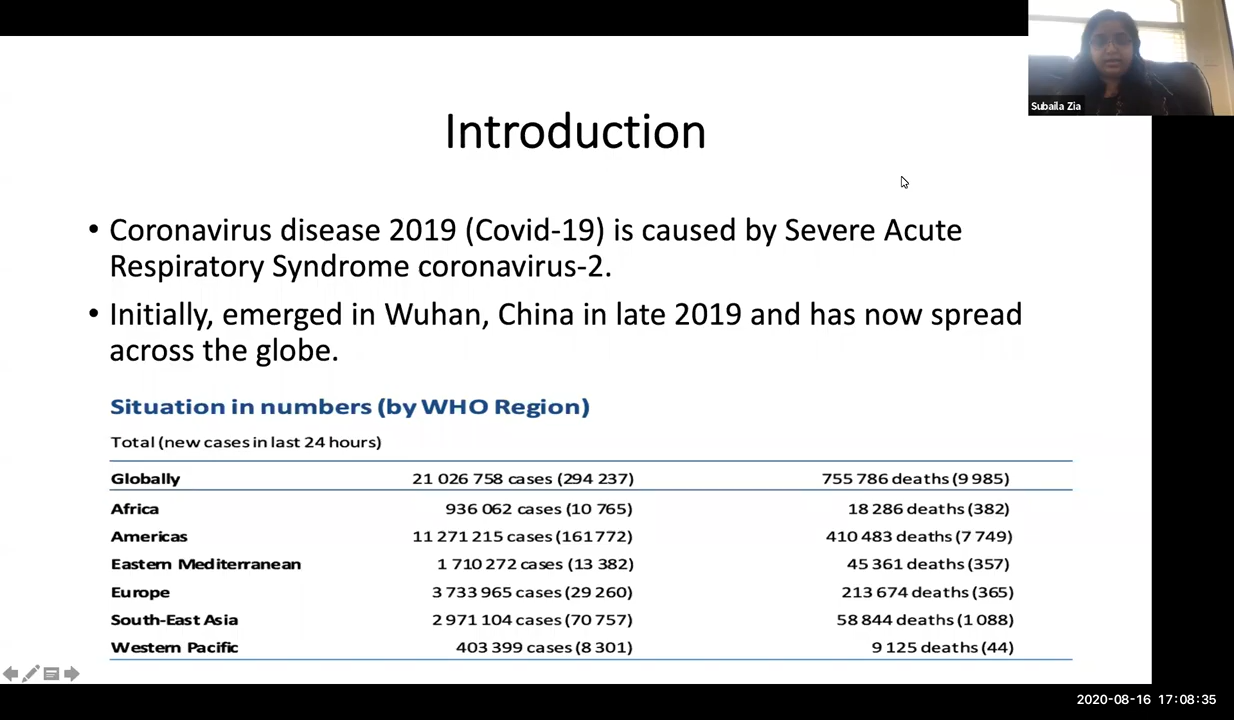 Subaila Zia
Introduction
• Coronavirus disease 2019 (Covid-19) is caused by Severe Acute
Respiratory Syndrome coronavirus-2.
• Initially, emerged in Wuhan, China in late 2019 and has now spread
across the globe.
Situation in numbers (by WHO Region)
Total (new cases in last 24 hours)
Globally 21 026 758 cases (294 237) 755 786 deaths (9 985)
Africa 936 062 cases (10 765) 18 286 deaths (382)
Americas 11 271 215 cases (161 772) 410 483 deaths (7 749)
Eastern Mediterranean 1 710 272 cases (13 382) 45 361 deaths (357)
Europe 3 733 965 cases (29 260) 213 674 deaths (365)
South-East Asia 2 971 104 cases (70 757) 58 844 deaths (1 088)
Western Pacific 403 399 cases (8 301) 9 125 deaths (44)
2020-08-16 17:08:35